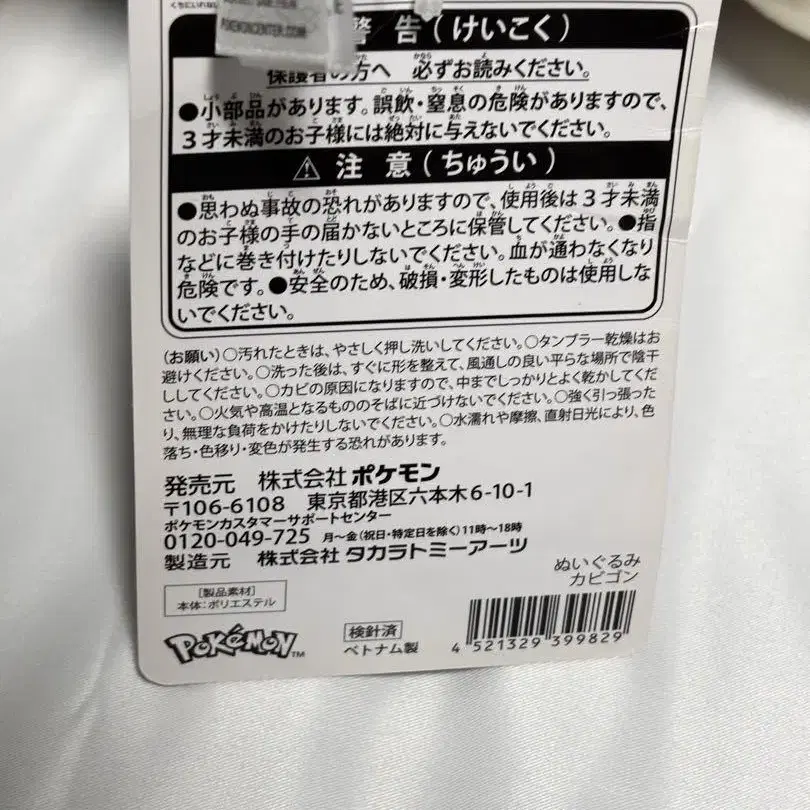 POKEMONCENTER.COM
警告(けいこく)
保護者の方へ 必ずお読みください。
●小部品があります。誤飲・窒息の危険がありますので、
3才未満のお子様には絶対に与えないでください。
⚠ 注意(ちゅうい)
●思わぬ事故の恐れがありますので、使用後は3才未満
のお子様の手の届かないところに保管してください。●指
などに巻き付けたりしないでください。血が通わなくなり
危険です。●安全のため、破損・変形したものは使用しな
いでください。
(お願い)○汚れたときは、やさしく押し洗いしてください。○タンブラー乾燥はお
避けください。○洗った後は、すぐに形を整えて、風通しの良い平らな場所で陰干
ししてください。○カビの原因になりますので、中までしっかりとよく乾かしてくだ
さい。○火気や高温となるもののそばに近づけないでください。○強く引っ張った
り、無理な負荷をかけたりしないでください。○水濡れや摩擦、直射日光により、色
落ち・色移り・変色が発生する恐れがあります。
発売元 株式会社ポケモン
〒106-6108 東京都港区六本木6-10-1
ポケモンカスタマーサポートセンター
0120-049-725 月〜金(祝日・特定日を除く)11時〜18時
製造元 株式会社タカラトミーアーツ
ぬいぐるみ
カビゴン
[製品素材]
本体:ポリエステル
POKéMON TM
検針済
ベトナム製
4 521329 399829